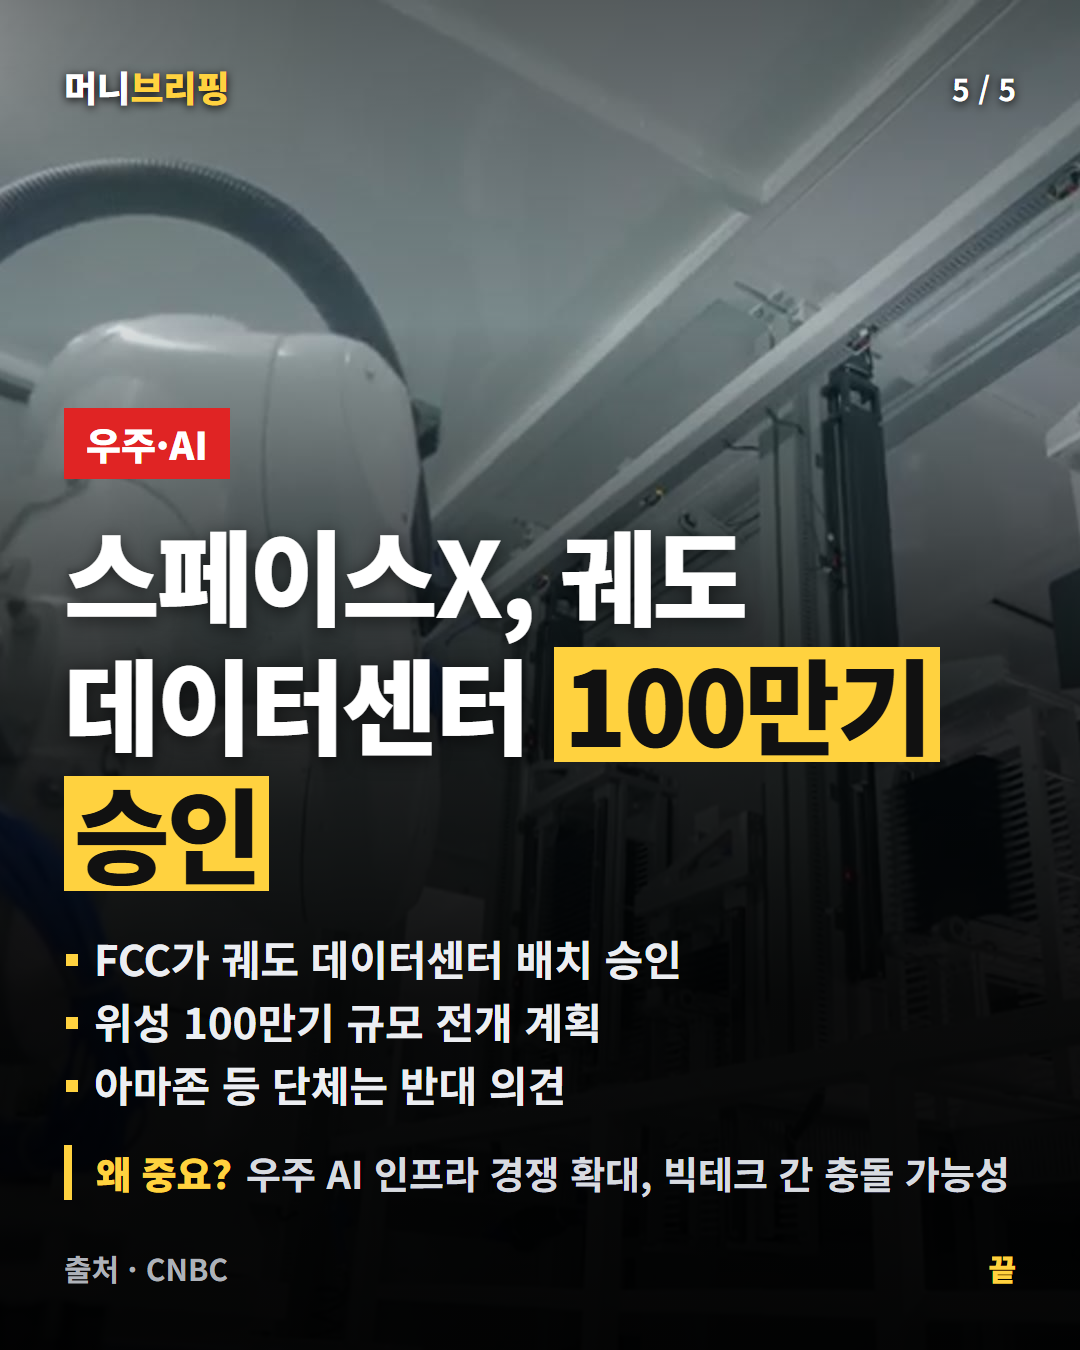 머니브리핑
5 / 5
우주·AI
스페이스X, 궤도
데이터센터 100만기
승인
FCC가 궤도 데이터센터 배치 승인
위성 100만기 규모 전개 계획
아마존 등 단체는 반대 의견
왜 중요? 우주 AI 인프라 경쟁 확대, 빅테크 간 충돌 가능성
출처 · CNBC
끝